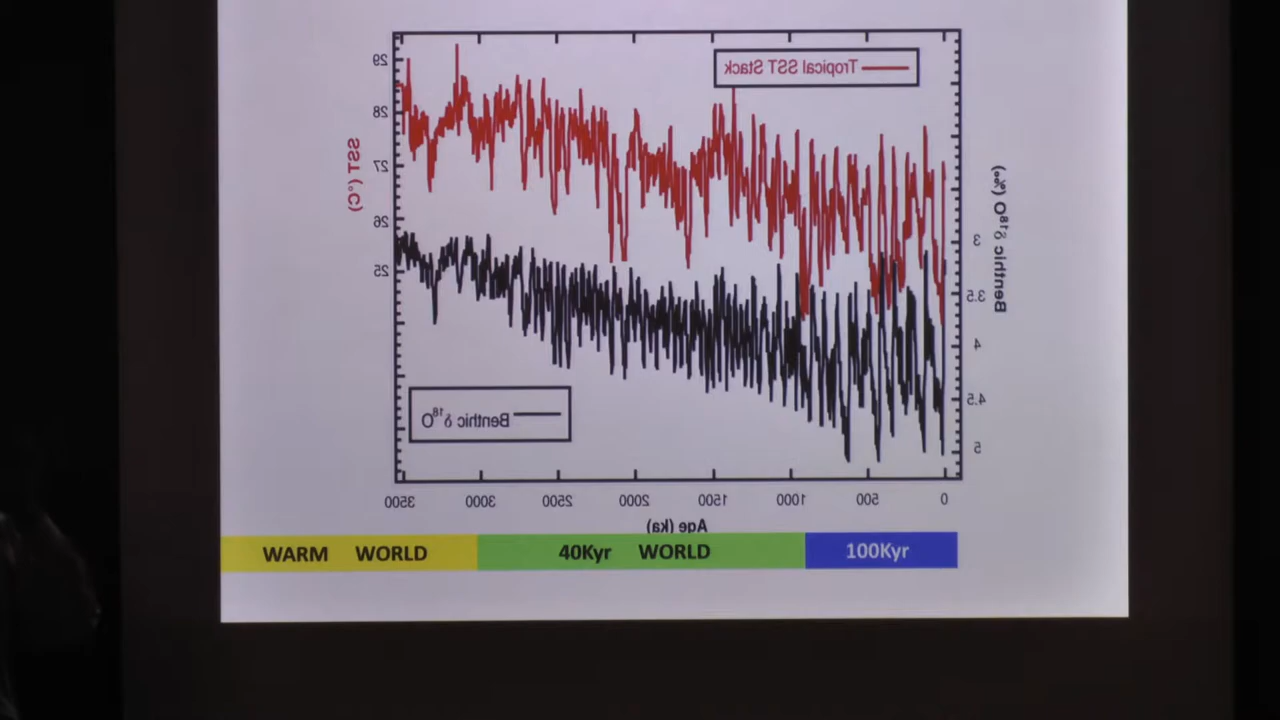 Tropical SST Stack
29
28
27
26
25
SST (°C)
Benthic δ18O (‰)
3
3.5
4
4.5
5
Benthic δ18O
3500 3000 2500 2000 1500 1000 500 0
Age (ka)
WARM WORLD 40Kyr WORLD 100Kyr